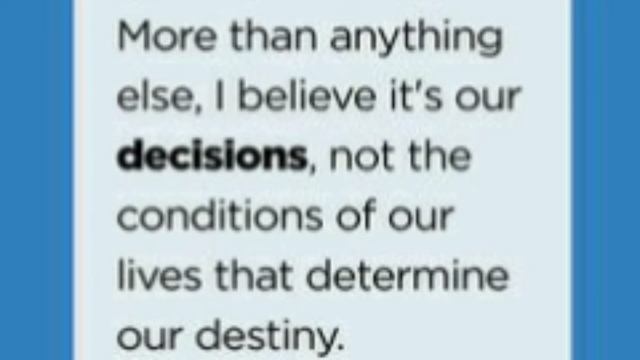 More than anything
else, I believe it's our
decisions, not the
conditions of our
lives that determine
our destiny.